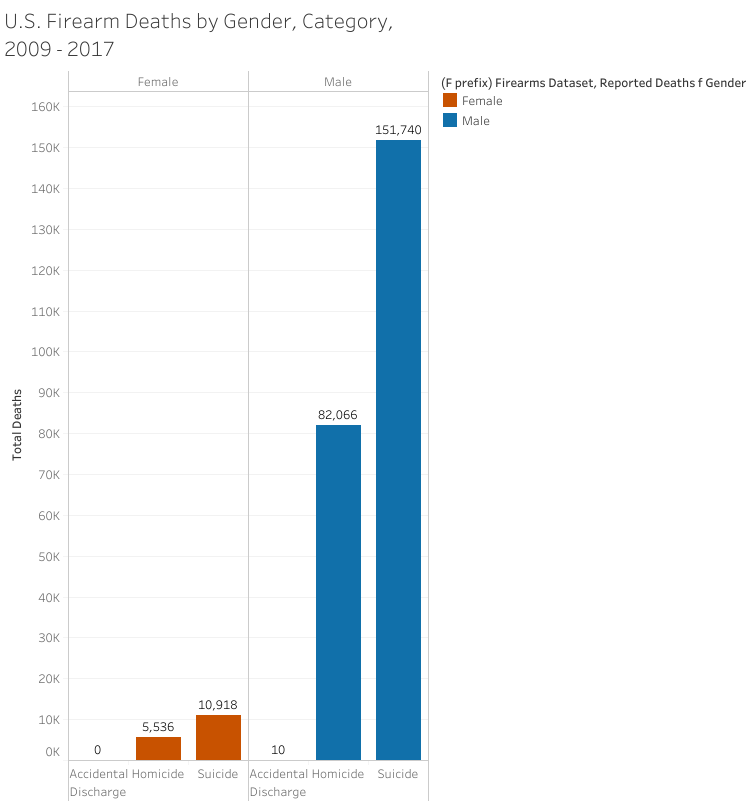 U.S. Firearm Deaths by Gender, Category,
2009 - 2017
Female
Male
(F prefix) Firearms Dataset, Reported Deaths f Gender
Female
Male
160K
150K
140K
130K
120K
110K
100K
90K
80K
70K
60K
50K
40K
30K
20K
10K
0K
Total Deaths
0
5,536
10,918
10
82,066
151,740
Accidental Homicide Suicide Accidental Homicide Suicide
Discharge Discharge